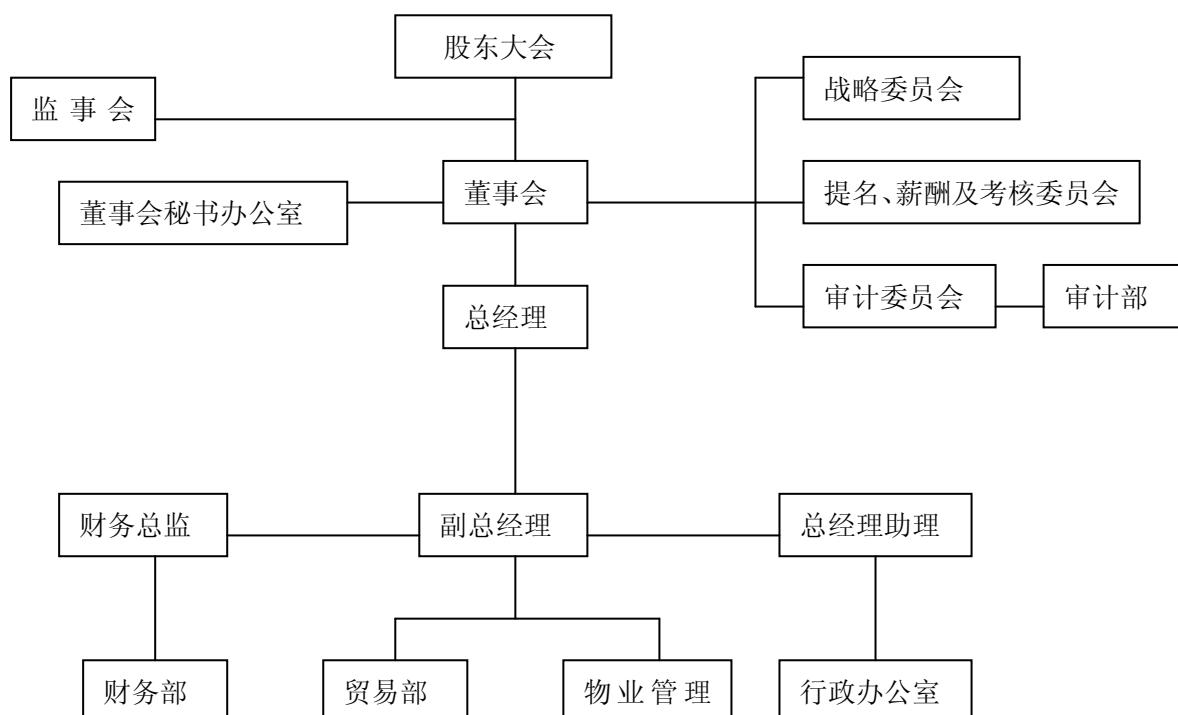 股东大会
战略委员会
监事会
董事会
提名、薪酬及考核委员会
董事会秘书办公室
审计委员会
审计部
总经理
财务总监
副总经理
总经理助理
财务部
贸易部
物业管理
行政办公室